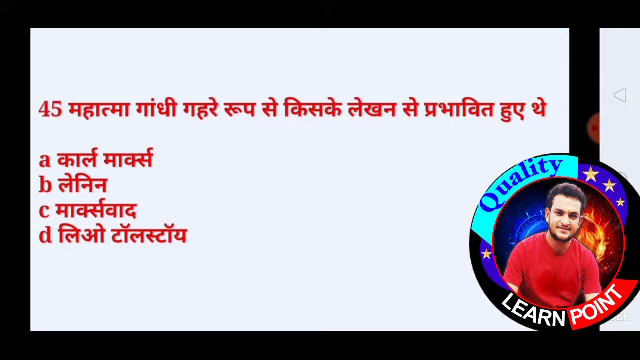 45 महात्मा गांधी गहरे रूप से किसके लेखन से प्रभावित हुए थे
a कार्ल मार्क्स
b लेनिन
c मार्क्सवाद
d लिओ टॉलस्टॉय
Quality
LEARN POINT